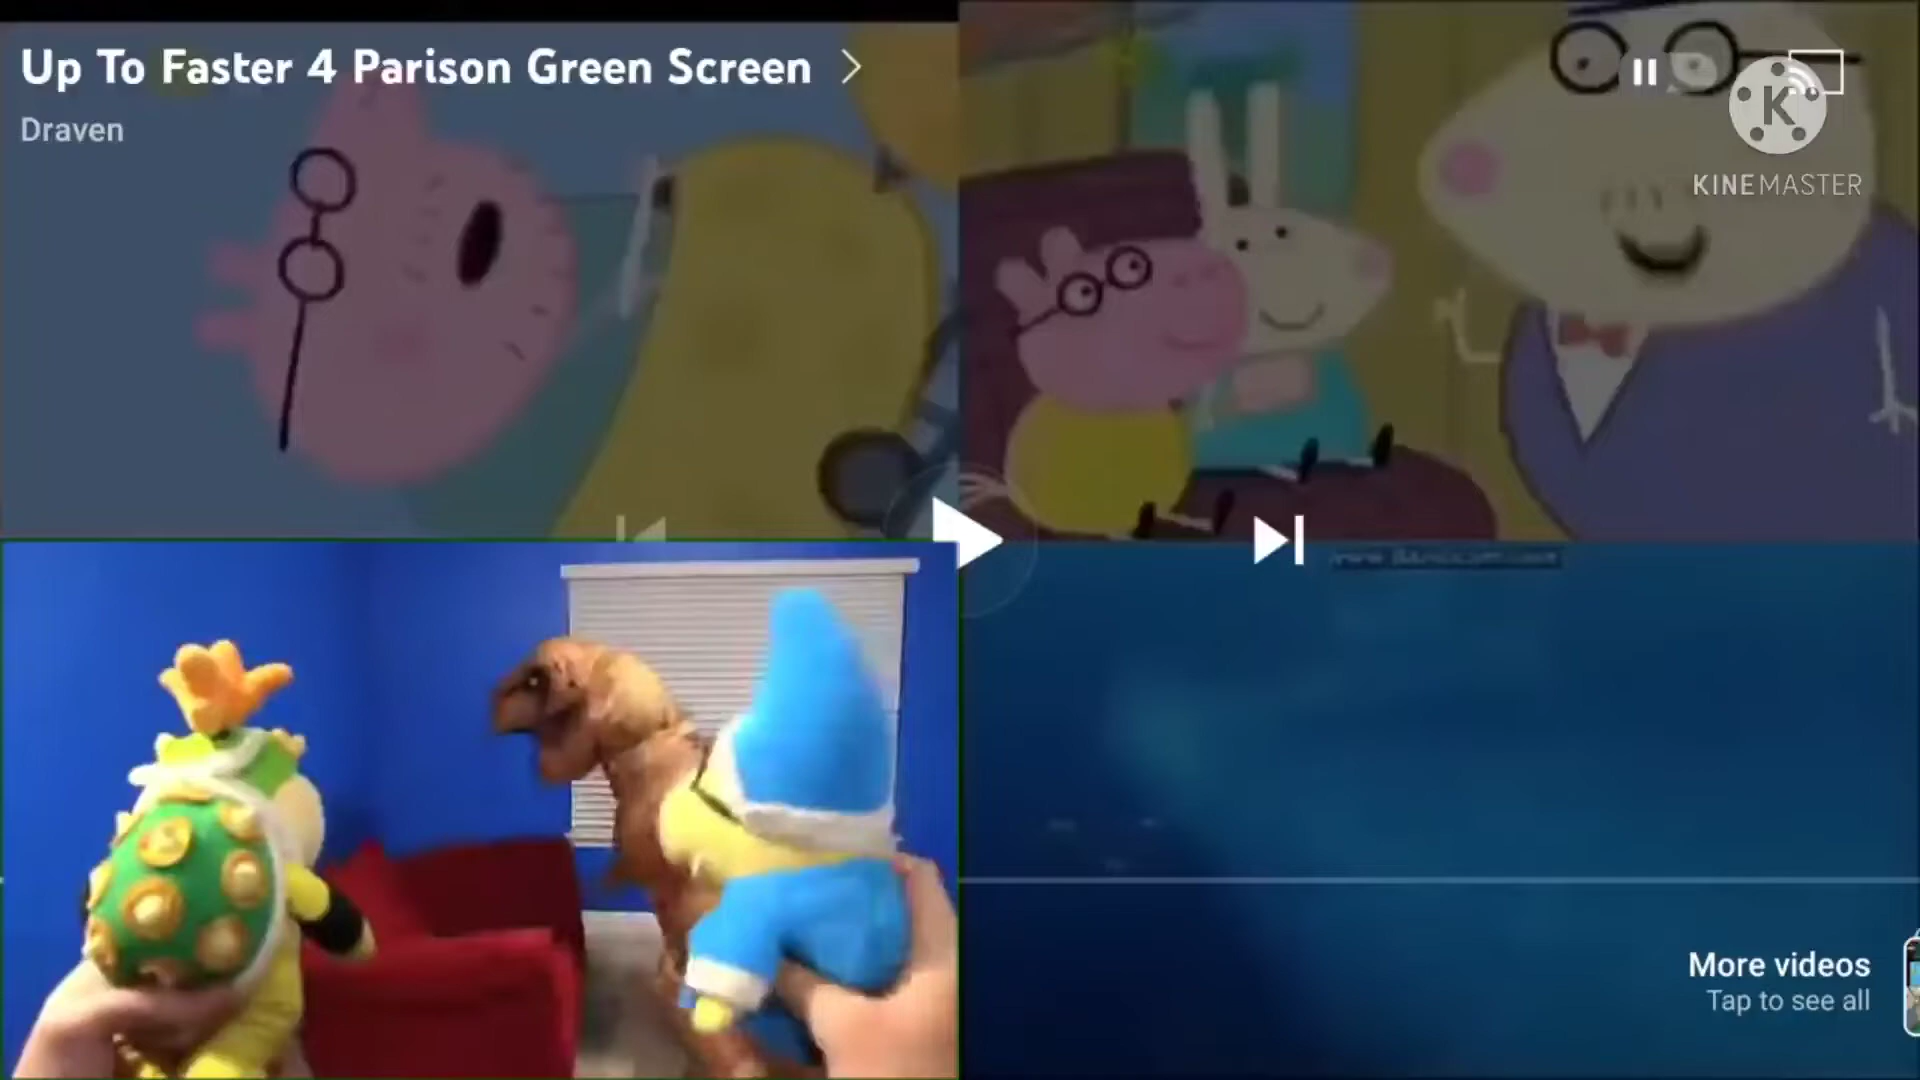 Up To Faster 4 Parison Green Screen
Draven
K
KINEMASTER
More videos
Tap to see all